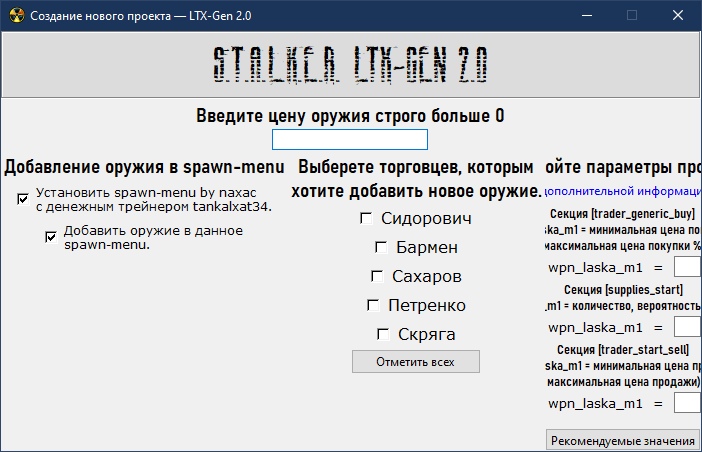 Создание нового проекта — LTX-Gen 2.0
S.T.A.L.K.E.R. LTX-GEN 2.0
Введите цену оружия строго больше 0
Добавление оружия в spawn-menu
Установить spawn-menu by naxac
с денежным трейнером tankalxat34.
Добавить оружие в данное
spawn-menu.
Выберете торговцев, которым
хотите добавить новое оружие.
Сидорович
Бармен
Сахаров
Петренко
Скряга
Отметить всех
ойте параметры про
дополнительной информаци
Секция [trader_generic_buy]
ska_m1 = минимальная цена пок
максимальная цена покупки %
wpn_laska_m1 =
Секция [supplies_start]
_m1 = количество, вероятность
wpn_laska_m1 =
Секция [trader_start_sell]
ska_m1 = минимальная цена пр
максимальная цена продажи)
wpn_laska_m1 =
Рекомендуемые значения